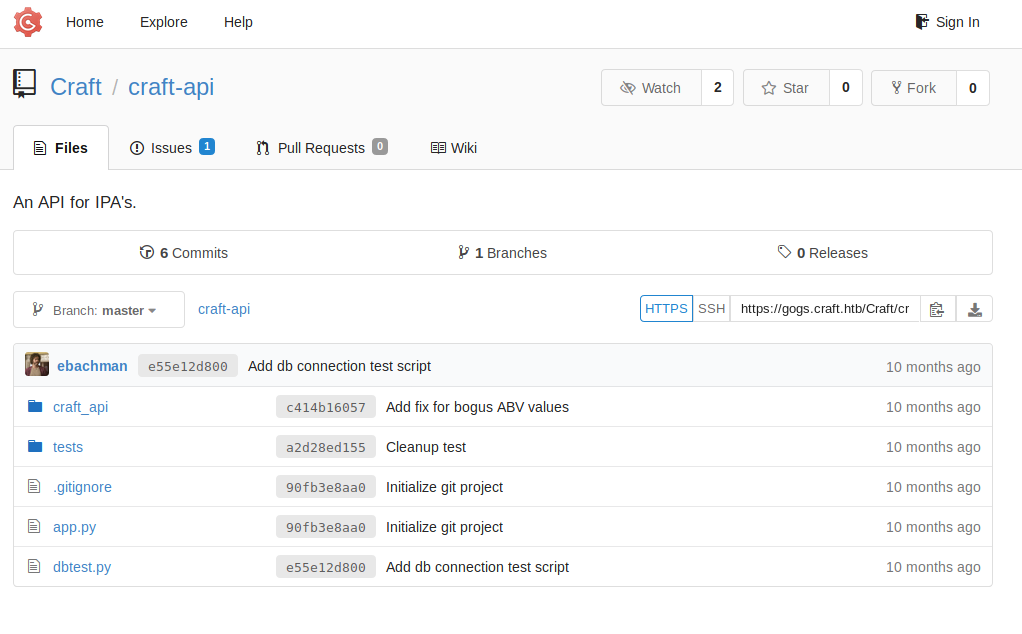 Home Explore Help Sign In
Craft / craft-api Watch 2 Star 0 Fork 0
Files Issues 1 Pull Requests 0 Wiki
An API for IPA's.
6 Commits 1 Branches 0 Releases
Branch: master craft-api HTTPS SSH https://gogs.craft.htb/Craft/cr
ebachman e55e12d800 Add db connection test script 10 months ago
craft_api c414b16057 Add fix for bogus ABV values 10 months ago
tests a2d28ed155 Cleanup test 10 months ago
.gitignore 90fb3e8aa0 Initialize git project 10 months ago
app.py 90fb3e8aa0 Initialize git project 10 months ago
dbtest.py e55e12d800 Add db connection test script 10 months ago